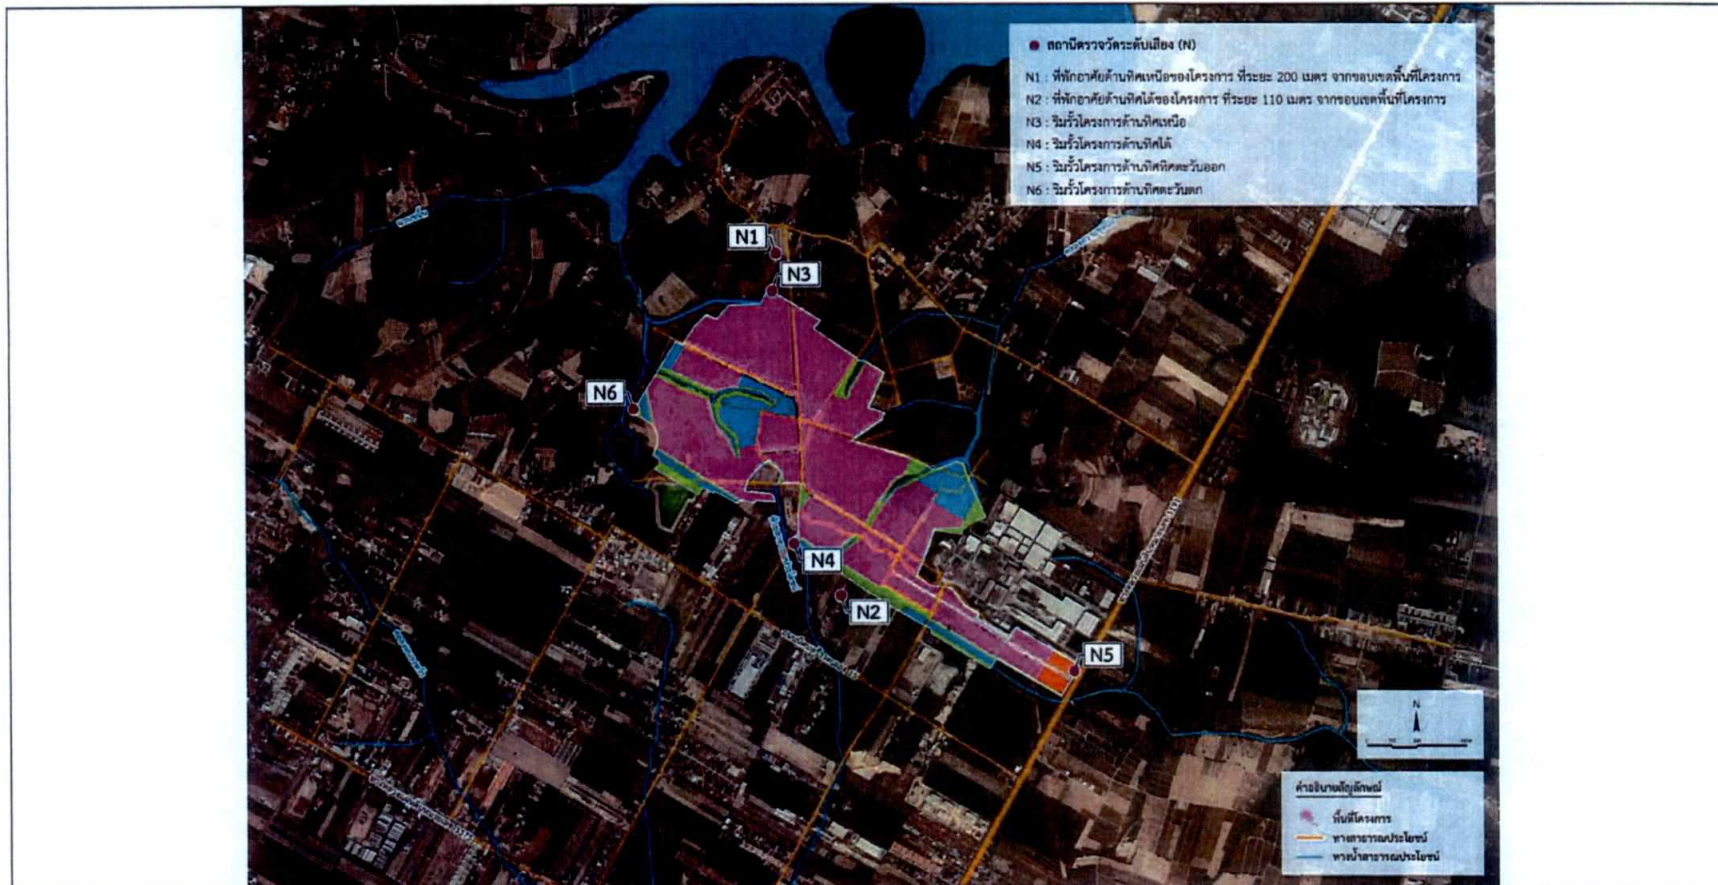 สถานีตรวจวัดระดับเสียง (N)
N1 : ที่พักอาศัยด้านทิศเหนือของโครงการ ที่ระยะ 200 เมตร จากขอบเขตพื้นที่โครงการ
N2 : ที่พักอาศัยด้านทิศใต้ของโครงการ ที่ระยะ 110 เมตร จากขอบเขตพื้นที่โครงการ
N3 : ริมรั้วโครงการด้านทิศเหนือ
N4 : ริมรั้วโครงการด้านทิศใต้
N5 : ริมรั้วโครงการด้านทิศทิศตะวันออก
N6 : ริมรั้วโครงการด้านทิศตะวันตก
N1
N3
N6
N4
N2
N5
N
คำอธิบายสัญลักษณ์
พื้นที่โครงการ
ทางสาธารณประโยชน์
ทางน้ำสาธารณประโยชน์